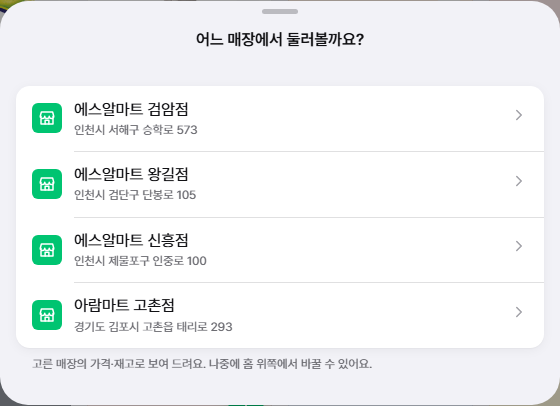 어느 매장에서 둘러볼까요?
에스알마트 검암점
인천시 서해구 승학로 573
에스알마트 왕길점
인천시 검단구 단봉로 105
에스알마트 신흥점
인천시 제물포구 인중로 100
아람마트 고촌점
경기도 김포시 고촌읍 태리로 293
고른 매장의 가격·재고로 보여 드려요. 나중에 홈 위쪽에서 바꿀 수 있어요.